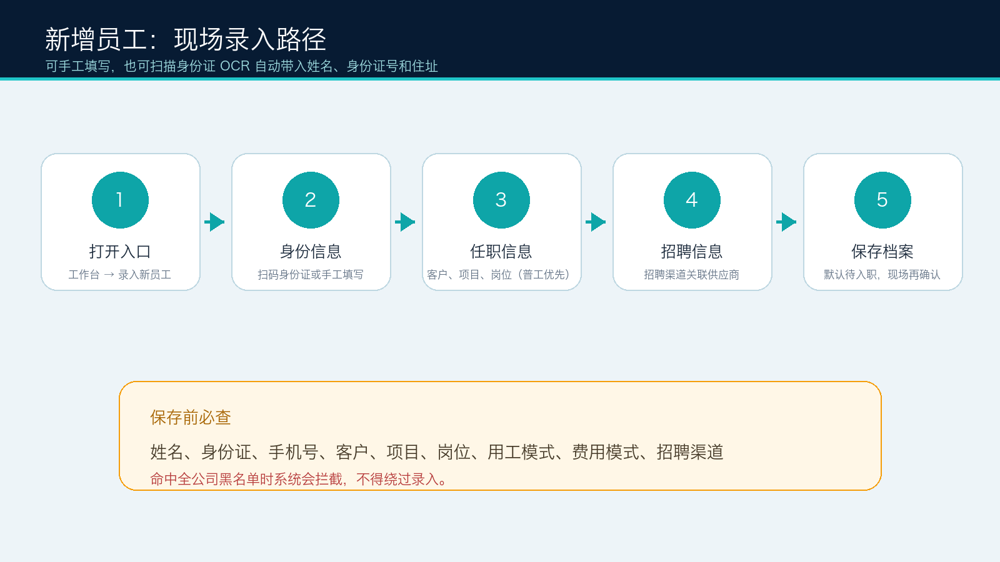 新增员工：现场录入路径
可手工填写，也可扫描身份证 OCR 自动带入姓名、身份证号和住址
1
打开入口
工作台 → 录入新员工
2
身份信息
扫码身份证或手工填写
3
任职信息
客户、项目、岗位（普工优先）
4
招聘信息
招聘渠道关联供应商
5
保存档案
默认待入职，现场再确认
保存前必查
姓名、身份证、手机号、客户、项目、岗位、用工模式、费用模式、招聘渠道
命中全公司黑名单时系统会拦截，不得绕过录入。